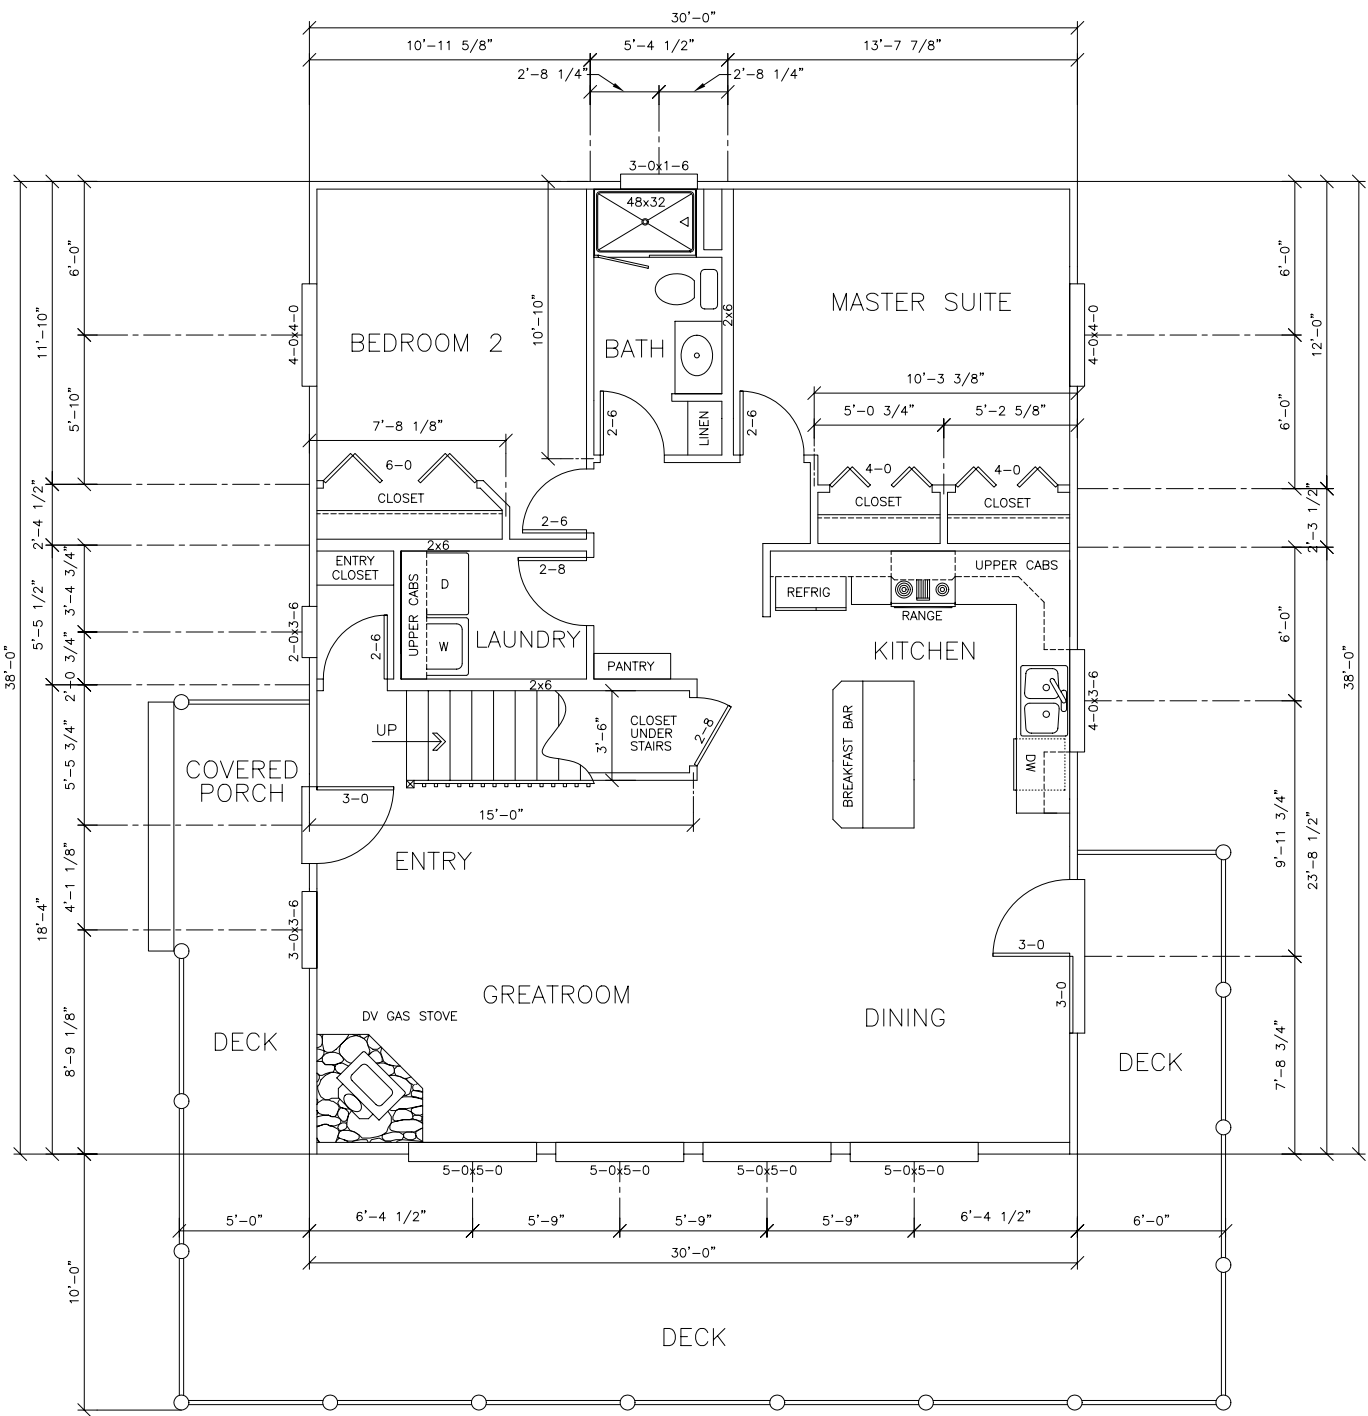 30'-0"
10'-11 5/8" 5'-4 1/2" 13'-7 7/8"
2'-8 1/4" 2'-8 1/4"
3-0x1-6
48x32
6'-0"
6'-0"
11'-10"
10'-10"
12'-0"
4-0x4-0
BEDROOM 2
BATH
2x6
MASTER SUITE
4-0x4-0
10'-3 3/8"
5'-10"
7'-8 1/8"
2-6
LINEN
2-6
5'-0 3/4" 5'-2 5/8"
6'-0"
6-0
CLOSET
4-0
CLOSET
4-0
CLOSET
2'-4 1/2"
2'-3 1/2"
2-6
2x6
2-8
ENTRY
CLOSET
UPPER CABS
D
W
LAUNDRY
UPPER CABS
REFRIG
RANGE
KITCHEN
3'-4 3/4"
5'-5 1/2"
2-0x3-6
2-6
6'-0"
38'-0"
38'-0"
2'-0 3/4"
PANTRY
2x6
4-0x3-6
UP
3'-6"
CLOSET
UNDER
STAIRS
2-8
BREAKFAST BAR
DW
5'-5 3/4"
COVERED
PORCH
3-0
15'-0"
ENTRY
9'-11 3/4"
23'-8 1/2"
4'-1 1/8"
18'-4"
3-0x3-6
3-0
3-0
GREATROOM
DINING
DV GAS STOVE
8'-9 1/8"
DECK
DECK
7'-8 3/4"
5-0x5-0 5-0x5-0 5-0x5-0 5-0x5-0
5'-0" 6'-4 1/2" 5'-9" 5'-9" 5'-9" 6'-4 1/2" 6'-0"
30'-0"
10'-0"
DECK